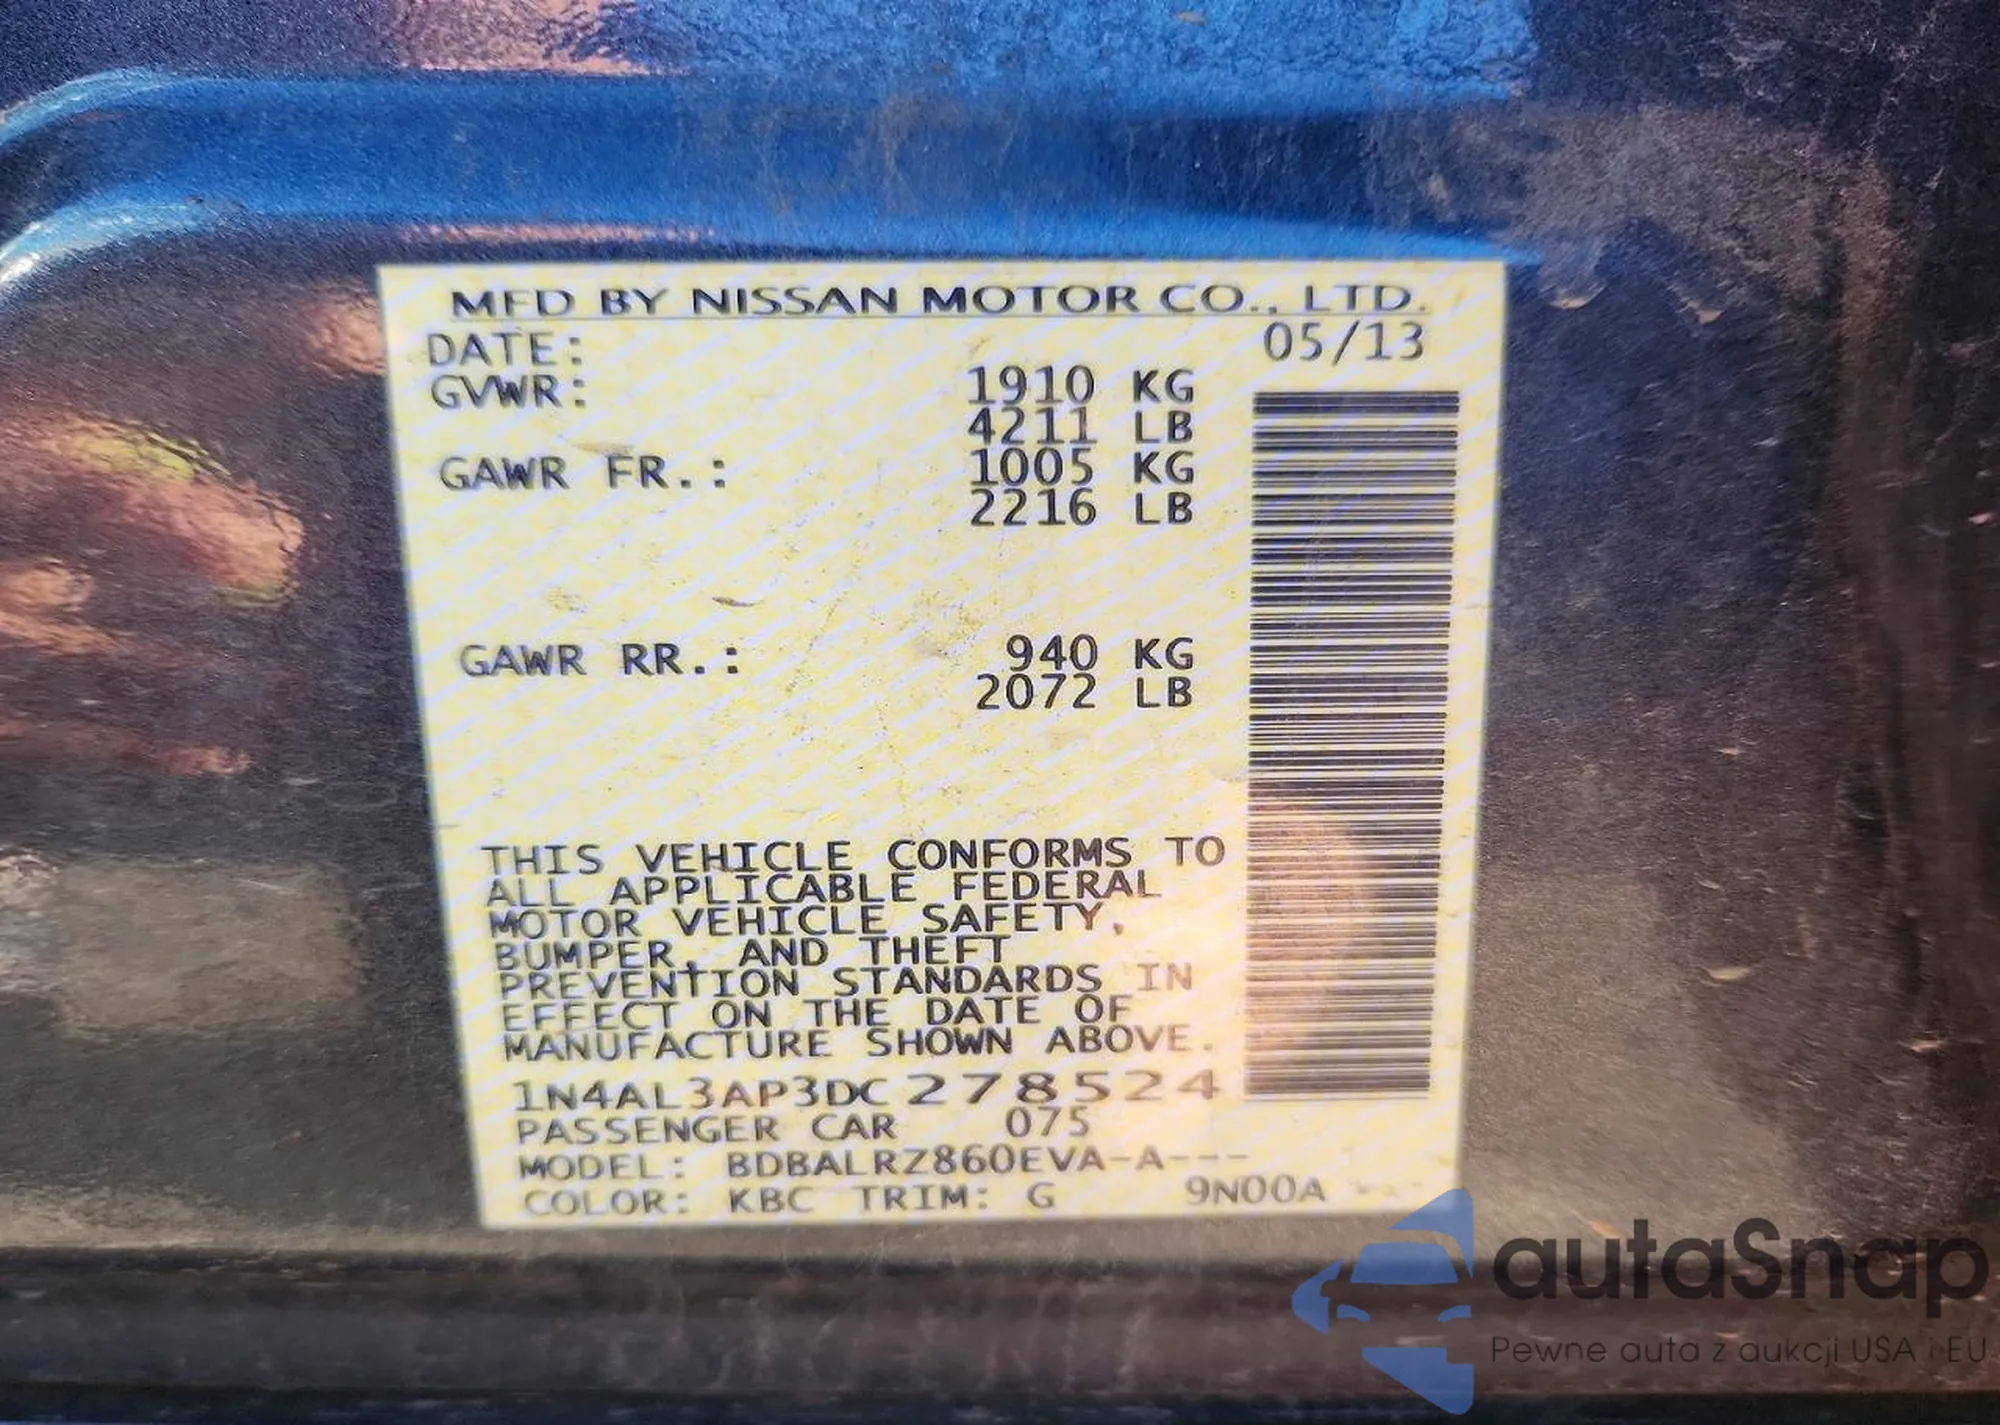 MFD BY NISSAN MOTOR CO., LTD.
DATE: 05/13
GVWR: 1910 KG
4211 LB
GAWR FR.: 1005 KG
2216 LB
GAWR RR.: 940 KG
2072 LB
THIS VEHICLE CONFORMS TO
ALL APPLICABLE FEDERAL
MOTOR VEHICLE SAFETY,
BUMPER, AND THEFT
PREVENTION STANDARDS IN
EFFECT ON THE DATE OF
MANUFACTURE SHOWN ABOVE.
1N4AL3AP3DC278524
PASSENGER CAR 075
MODEL: BDBALRZ860EVA-A---
COLOR: KBC TRIM: G 9N00A
autaSnap
Pewne auta z aukcji USA i EU